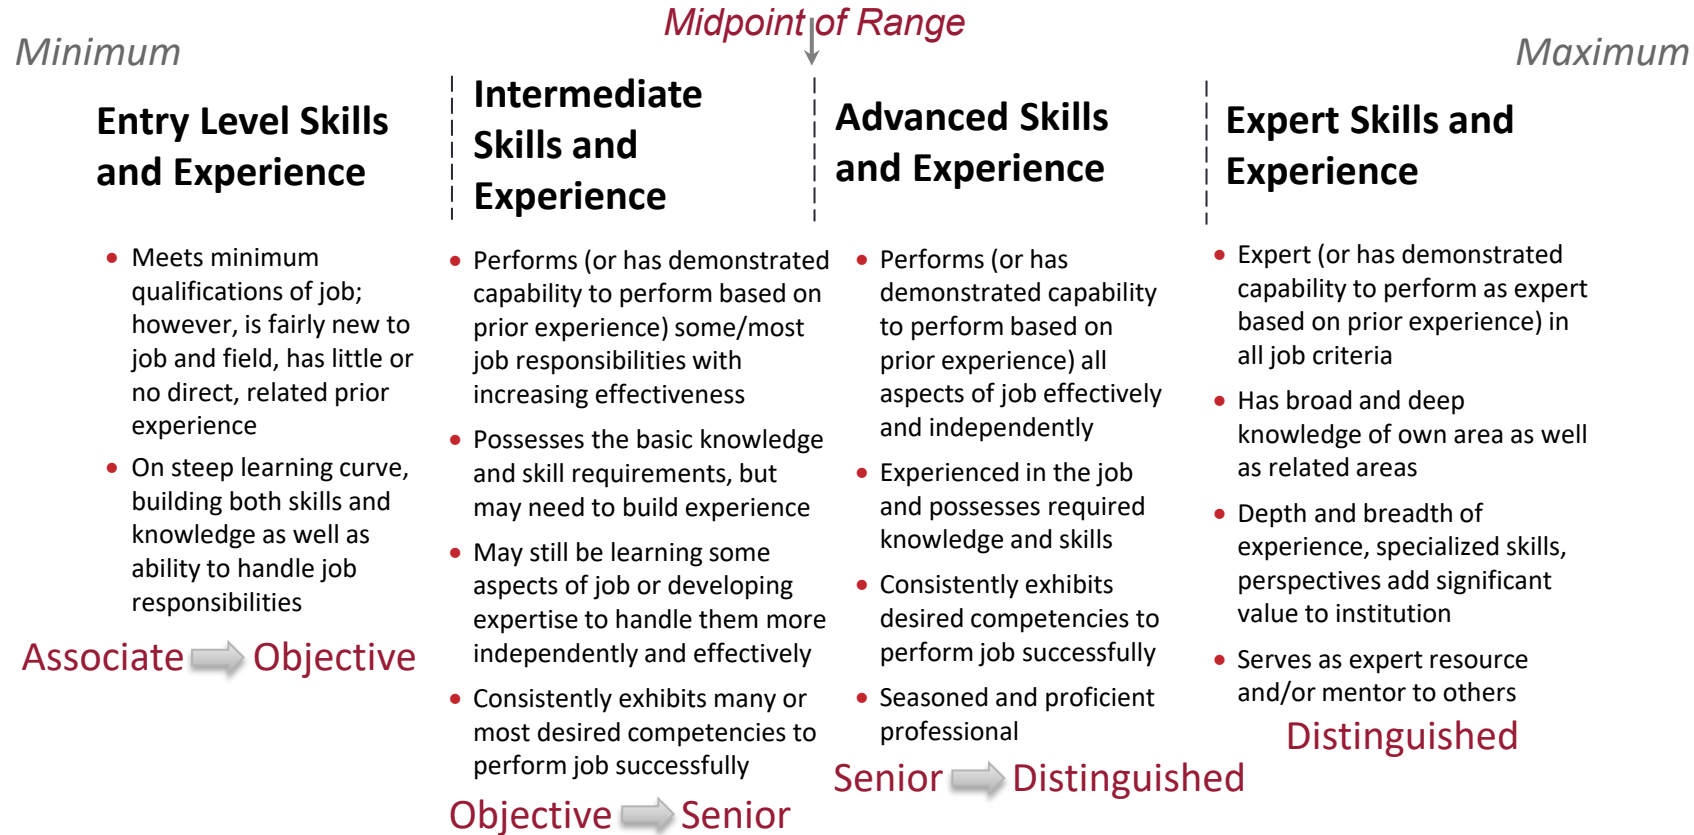 Midpoint of Range
Minimum
Maximum
Entry Level Skills
and Experience
• Meets minimum
qualifications of job;
however, is fairly new to
job and field, has little or
no direct, related prior
experience
• On steep learning curve,
building both skills and
knowledge as well as
ability to handle job
responsibilities
Associate Objective
Intermediate
Skills and
Experience
• Performs (or has demonstrated
capability to perform based on
prior experience) some/most
job responsibilities with
increasing effectiveness
• Possesses the basic knowledge
and skill requirements, but
may need to build experience
• May still be learning some
aspects of job or developing
expertise to handle them more
independently and effectively
• Consistently exhibits many or
most desired competencies to
perform job successfully
Objective Senior
Advanced Skills
and Experience
• Performs (or has
demonstrated capability
to perform based on
prior experience) all
aspects of job effectively
and independently
• Experienced in the job
and possesses required
knowledge and skills
• Consistently exhibits
desired competencies to
perform job successfully
• Seasoned and proficient
professional
Senior Distinguished
Expert Skills and
Experience
• Expert (or has demonstrated
capability to perform as expert
based on prior experience) in
all job criteria
• Has broad and deep
knowledge of own area as well
as related areas
• Depth and breadth of
experience, specialized skills,
perspectives add significant
value to institution
• Serves as expert resource
and/or mentor to others
Distinguished